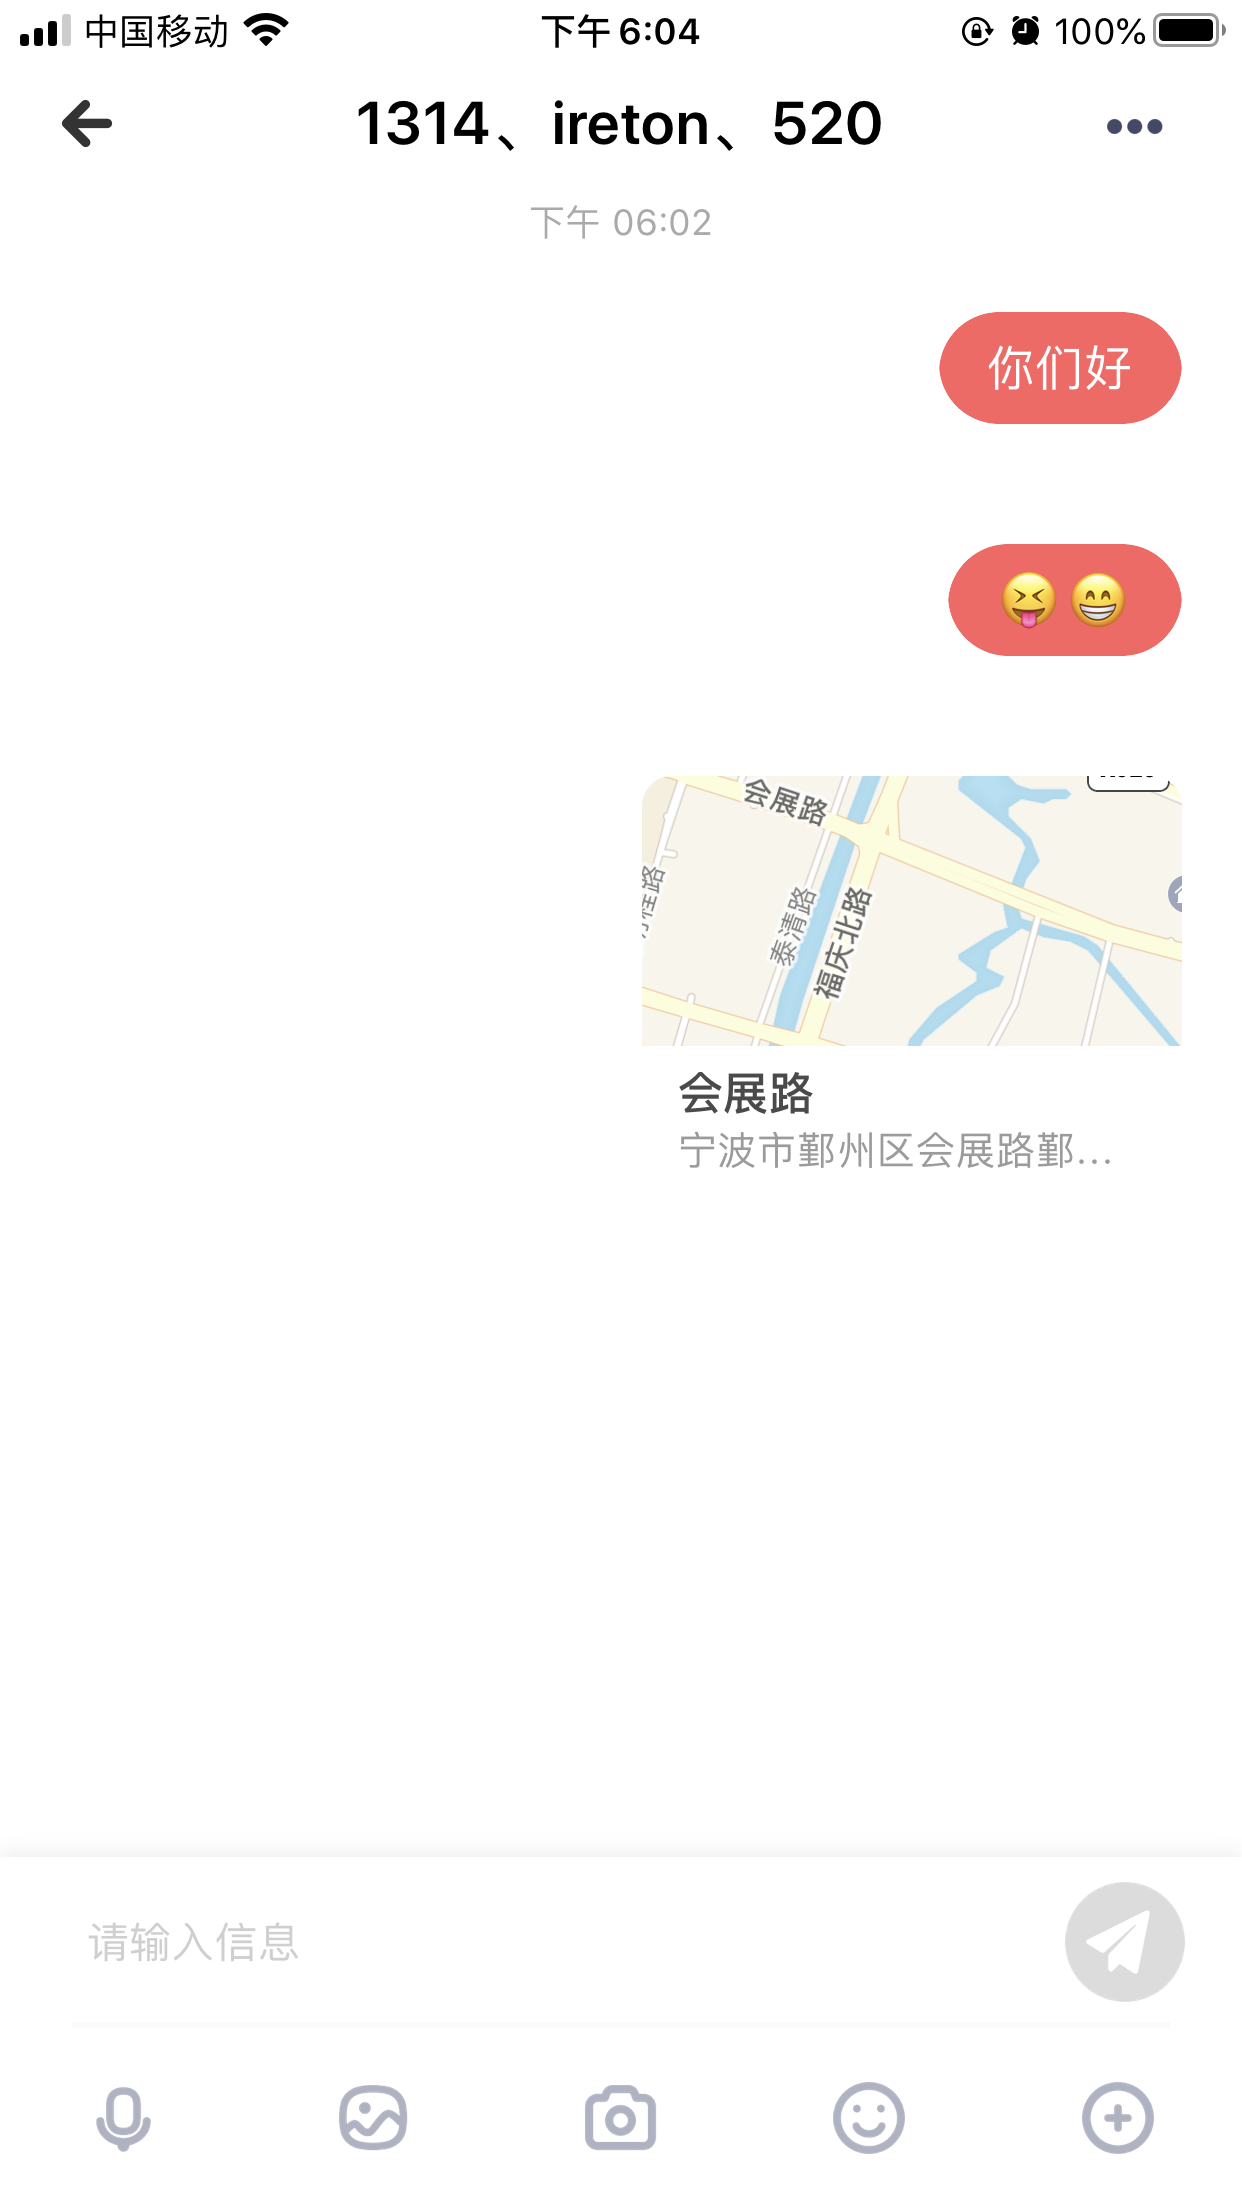 中国移动
下午 6:04
100%
1314、ireton、520
下午 06:02
你们好
会展路
泰清路
福庆北路
会展路
宁波市鄞州区会展路鄞...
请输入信息